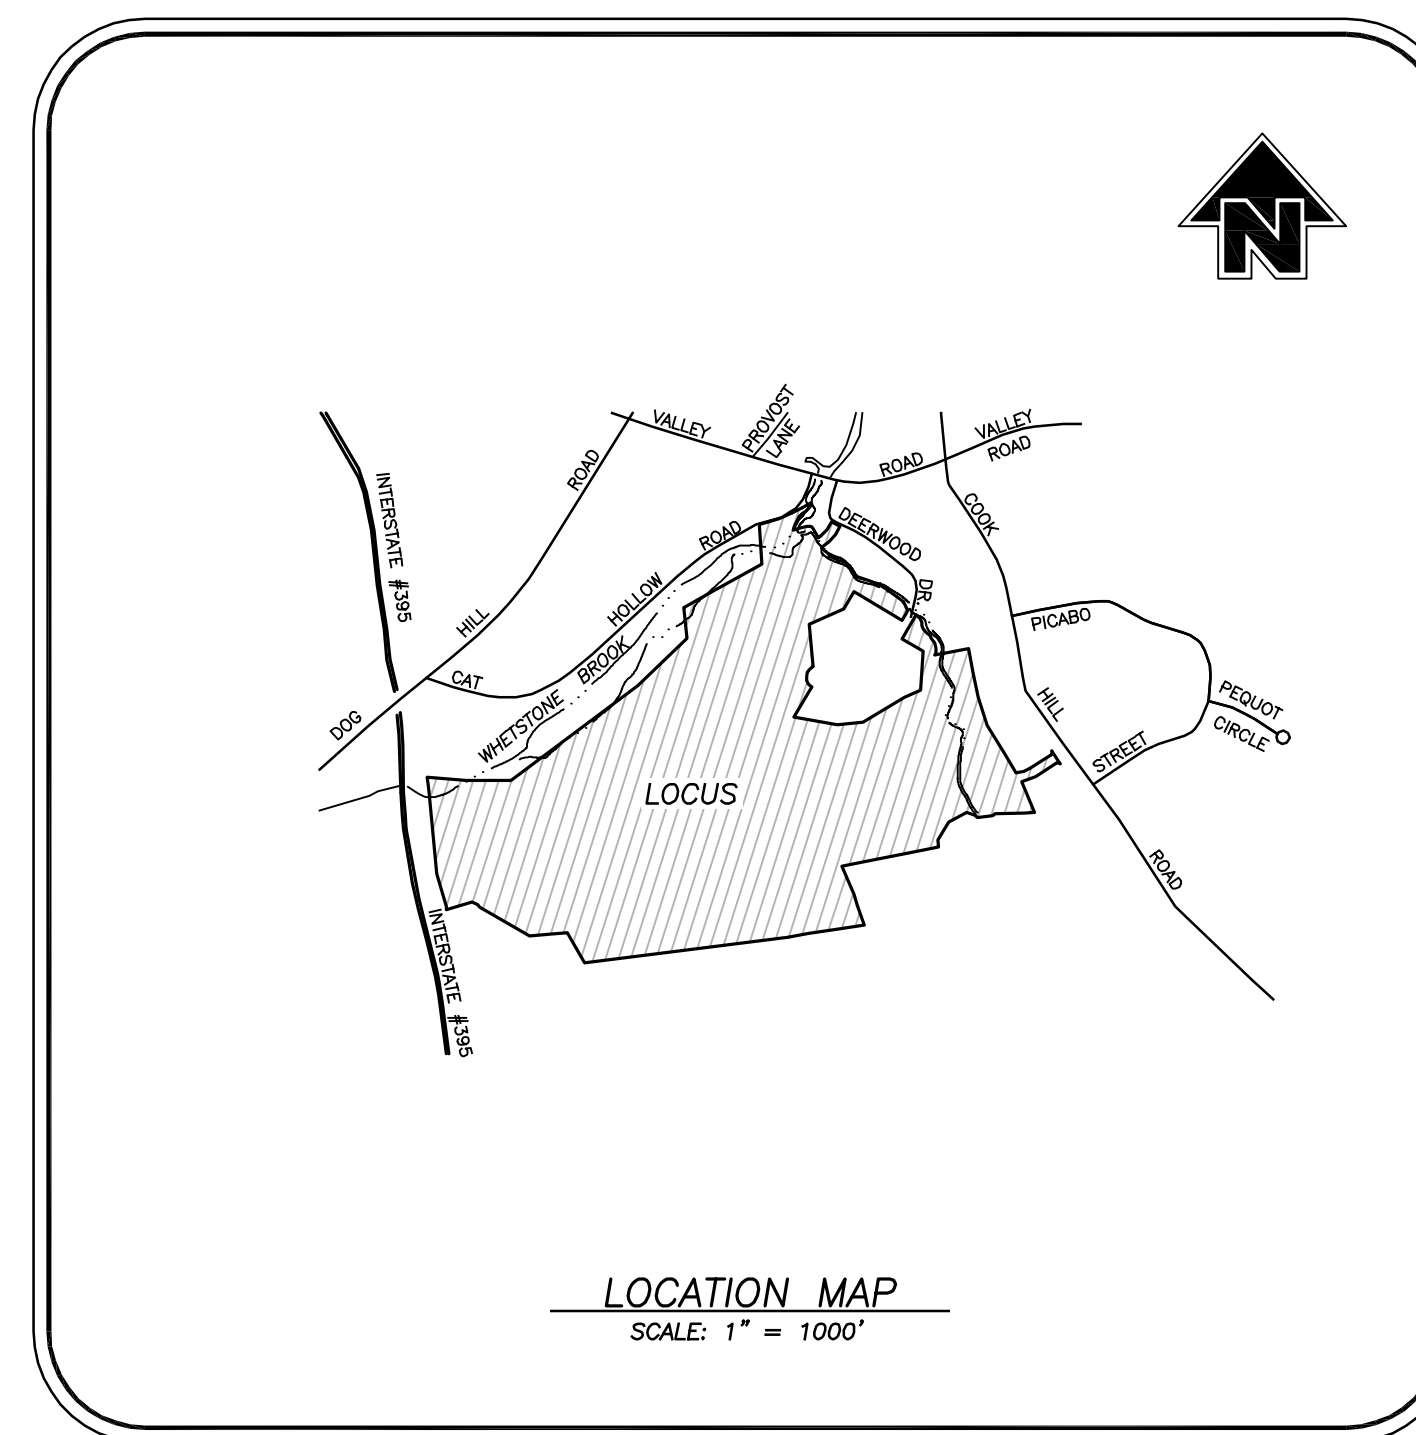 N
PROVOST
LANE
VALLEY
VALLEY
ROAD
ROAD
ROAD
INTERSTATE #395
COOK
DEERWOOD
DR.
ROAD
HOLLOW
HILL
CAT
PICABO
BROOK
WHETSTONE
DOG
HILL
PEQUOT
CIRCLE
STREET
LOCUS
ROAD
INTERSTATE #395
LOCATION MAP
SCALE: 1" = 1000'